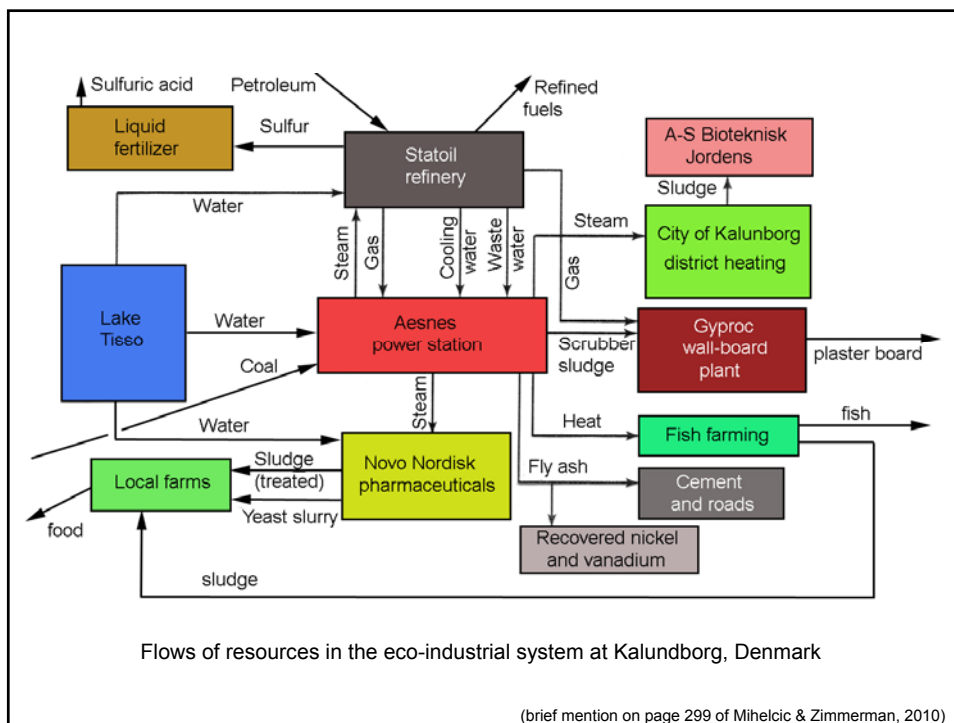 Sulfuric acid
Petroleum
Refined
fuels
Liquid
fertilizer
Sulfur
Statoil
refinery
A-S Bioteknisk
Jordens
Sludge
Water
Steam
Gas
Cooling
water
Waste
water
Steam
City of Kalunborg
district heating
Gas
Lake
Tisso
Water
Aesnes
power station
Scrubber
sludge
Gyproc
wall-board
plant
plaster board
Coal
Steam
Water
Heat
Fish farming
fish
Local farms
Sludge
(treated)
Yeast slurry
Novo Nordisk
pharmaceuticals
Fly ash
Cement
and roads
food
Recovered nickel
and vanadium
sludge
Flows of resources in the eco-industrial system at Kalundborg, Denmark
(brief mention on page 299 of Mihelcic & Zimmerman, 2010)